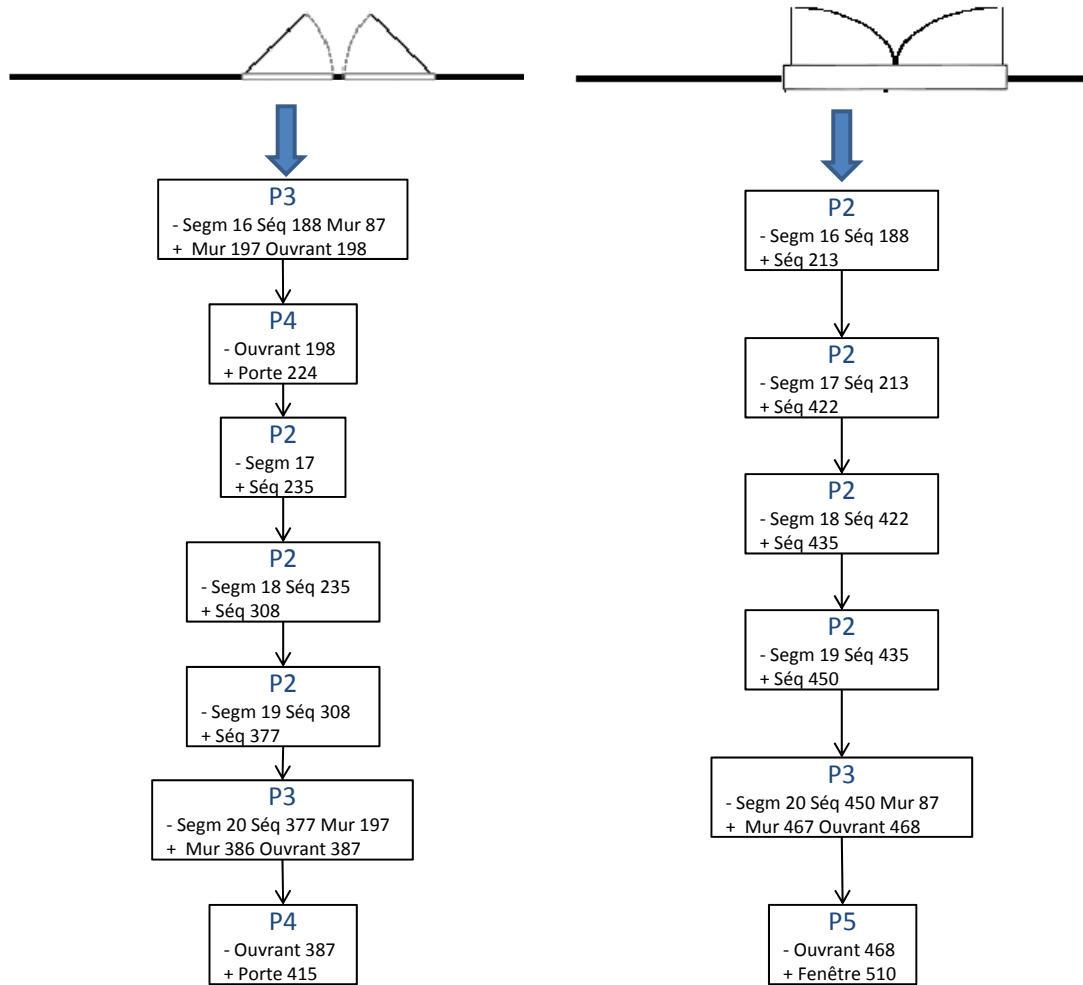 P3
- Segm 16 Séq 188 Mur 87
+ Mur 197 Ouvrant 198
P4
- Ouvrant 198
+ Porte 224
P2
- Segm 17
+ Séq 235
P2
- Segm 18 Séq 235
+ Séq 308
P2
- Segm 19 Séq 308
+ Séq 377
P3
- Segm 20 Séq 377 Mur 197
+ Mur 386 Ouvrant 387
P4
- Ouvrant 387
+ Porte 415
P2
- Segm 16 Séq 188
+ Séq 213
P2
- Segm 17 Séq 213
+ Séq 422
P2
- Segm 18 Séq 422
+ Séq 435
P2
- Segm 19 Séq 435
+ Séq 450
P3
- Segm 20 Séq 450 Mur 87
+ Mur 467 Ouvrant 468
P5
- Ouvrant 468
+ Fenêtre 510